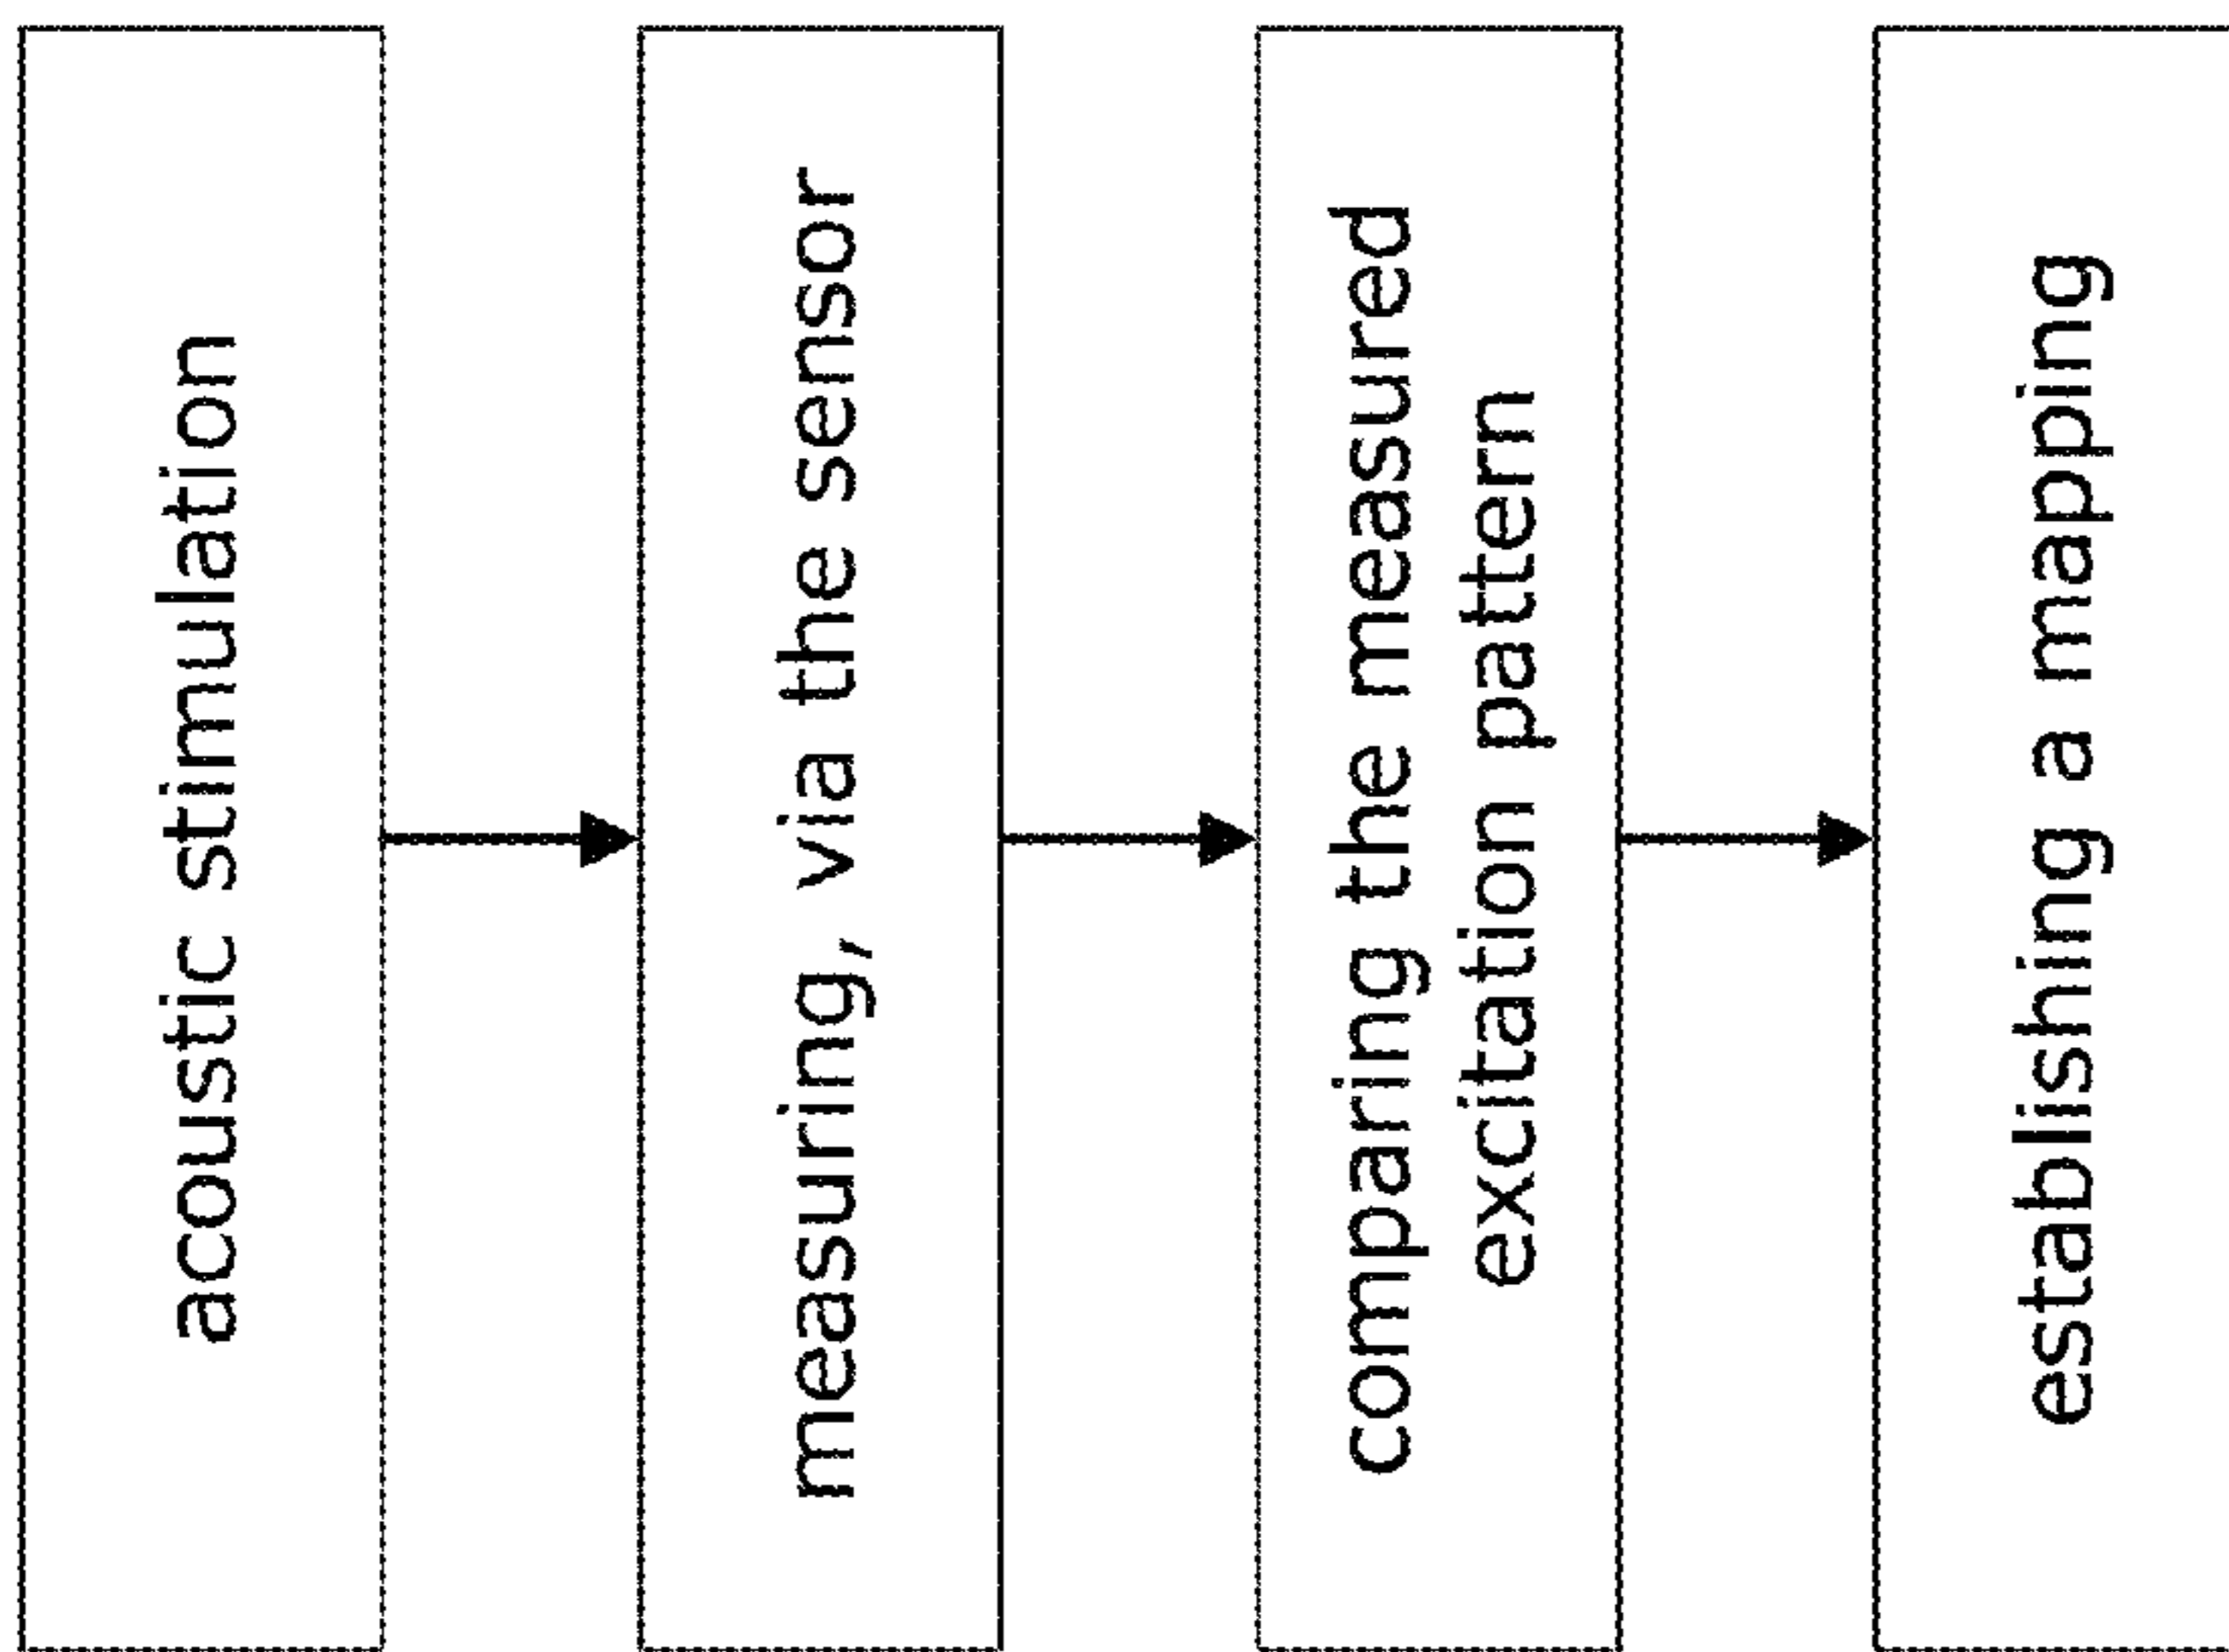 acoustic stimulation
measuring, via the sensor
comparing the measured
excitation pattern
establishing a mapping